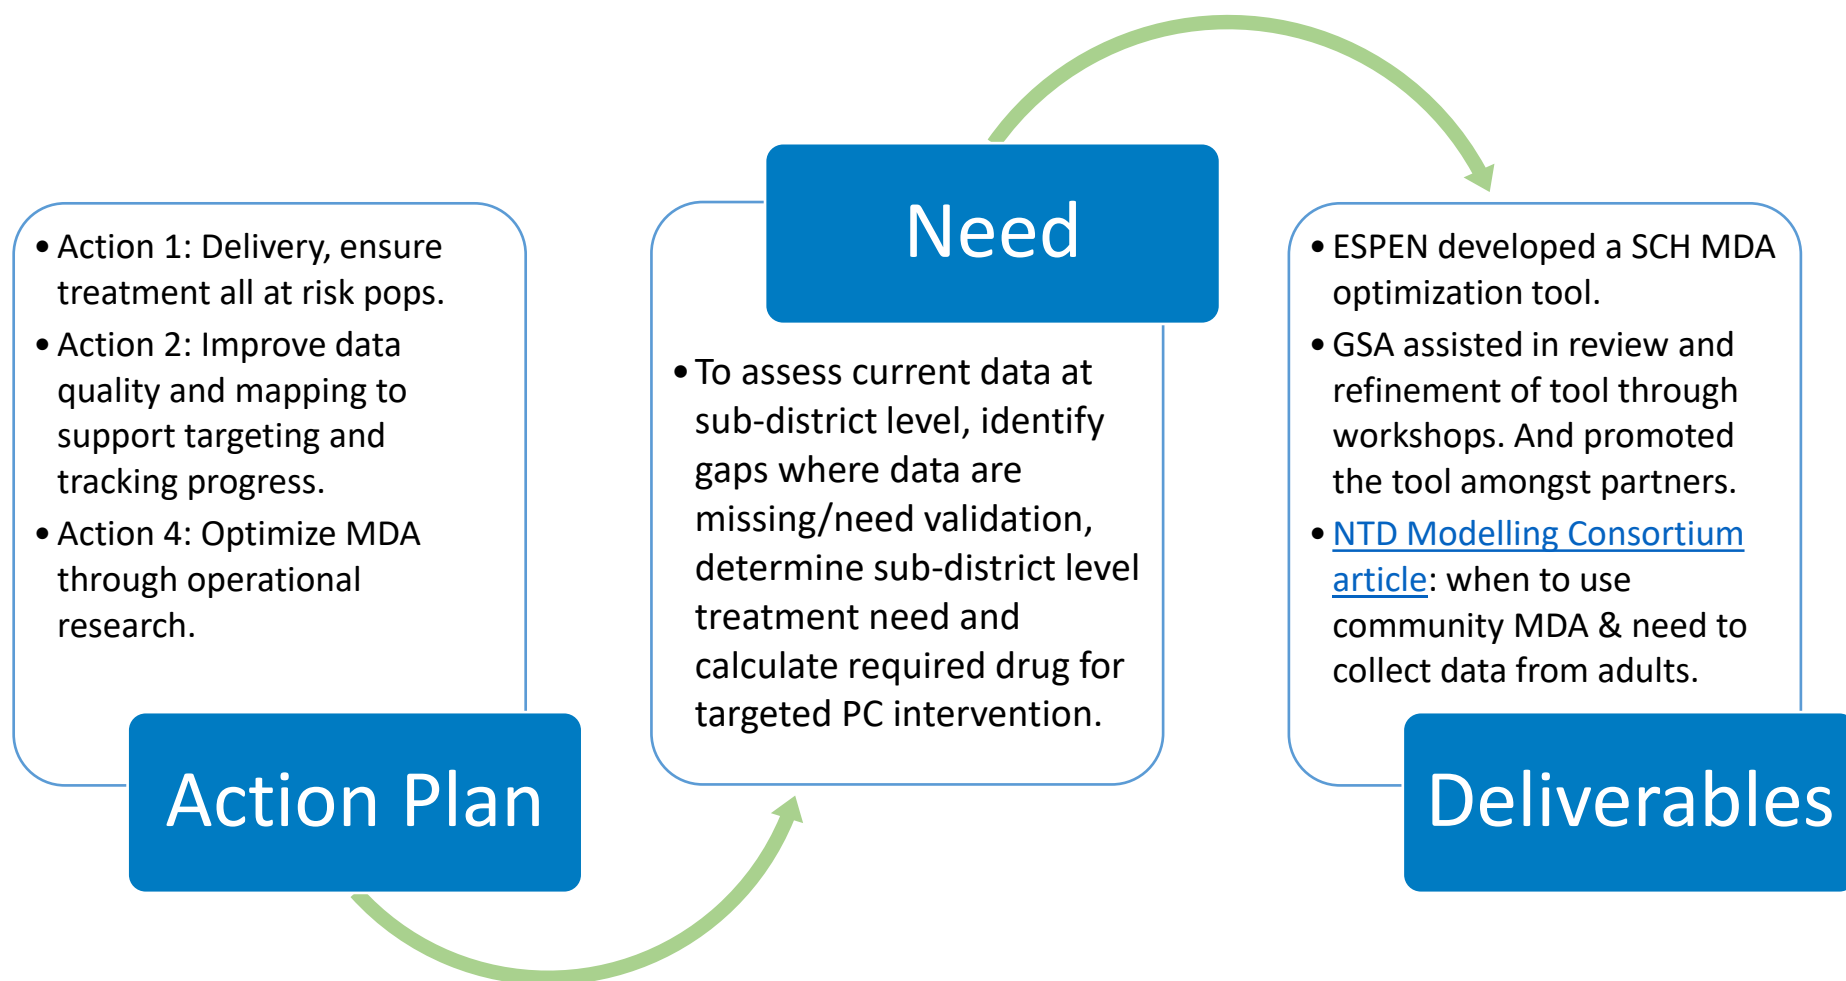 • Action 1: Delivery, ensure
treatment all at risk pops.
• Action 2: Improve data
quality and mapping to
support targeting and
tracking progress.
• Action 4: Optimize MDA
through operational
research.
Action Plan
Need
• To assess current data at
sub-district level, identify
gaps where data are
missing/need validation,
determine sub-district level
treatment need and
calculate required drug for
targeted PC intervention.
• ESPEN developed a SCH MDA
optimization tool.
• GSA assisted in review and
refinement of tool through
workshops. And promoted
the tool amongst partners.
• NTD Modelling Consortium
article: when to use
community MDA & need to
collect data from adults.
Deliverables